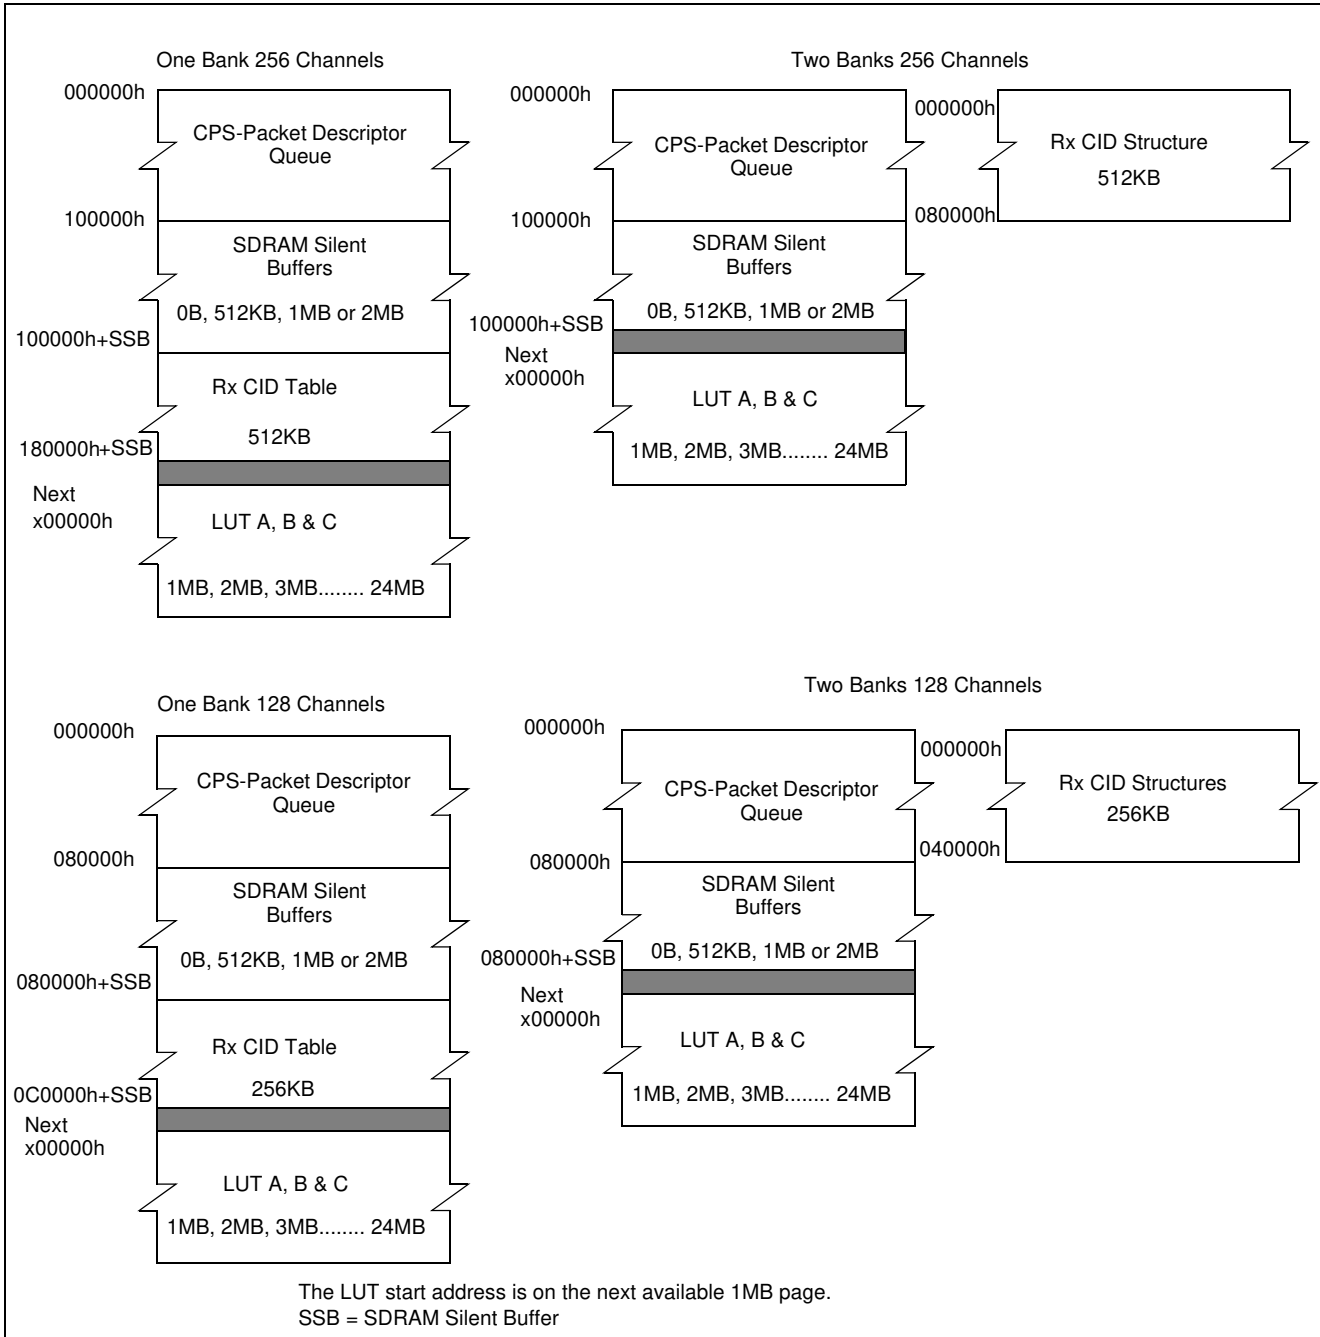 One Bank 256 Channels
000000h
CPS-Packet Descriptor
Queue
100000h
SDRAM Silent
Buffers
0B, 512KB, 1MB or 2MB
100000h+SSB
Rx CID Table
512KB
180000h+SSB
Next
x00000h
LUT A, B & C
1MB, 2MB, 3MB........ 24MB
Two Banks 256 Channels
000000h
CPS-Packet Descriptor
Queue
100000h
SDRAM Silent
Buffers
0B, 512KB, 1MB or 2MB
100000h+SSB
Next
x00000h
LUT A, B & C
1MB, 2MB, 3MB........ 24MB
000000h
Rx CID Structure
512KB
080000h
One Bank 128 Channels
000000h
CPS-Packet Descriptor
Queue
080000h
SDRAM Silent
Buffers
0B, 512KB, 1MB or 2MB
080000h+SSB
Rx CID Table
256KB
0C0000h+SSB
Next
x00000h
LUT A, B & C
1MB, 2MB, 3MB........ 24MB
Two Banks 128 Channels
000000h
CPS-Packet Descriptor
Queue
080000h
SDRAM Silent
Buffers
0B, 512KB, 1MB or 2MB
080000h+SSB
Next
x00000h
LUT A, B & C
1MB, 2MB, 3MB........ 24MB
000000h
Rx CID Structures
256KB
040000h
The LUT start address is on the next available 1MB page.
SSB = SDRAM Silent Buffer